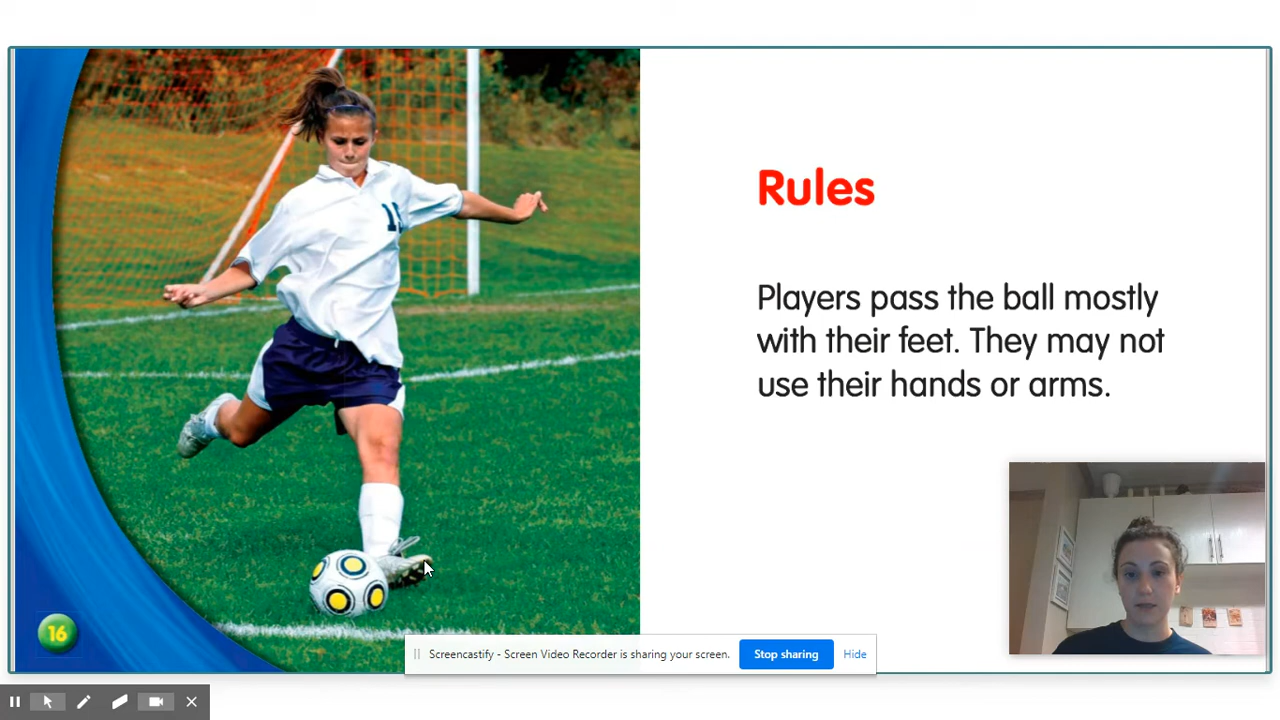 Rules
Players pass the ball mostly
with their feet. They may not
use their hands or arms.
16
Screencastify - Screen Video Recorder is sharing your screen.
Stop sharing
Hide